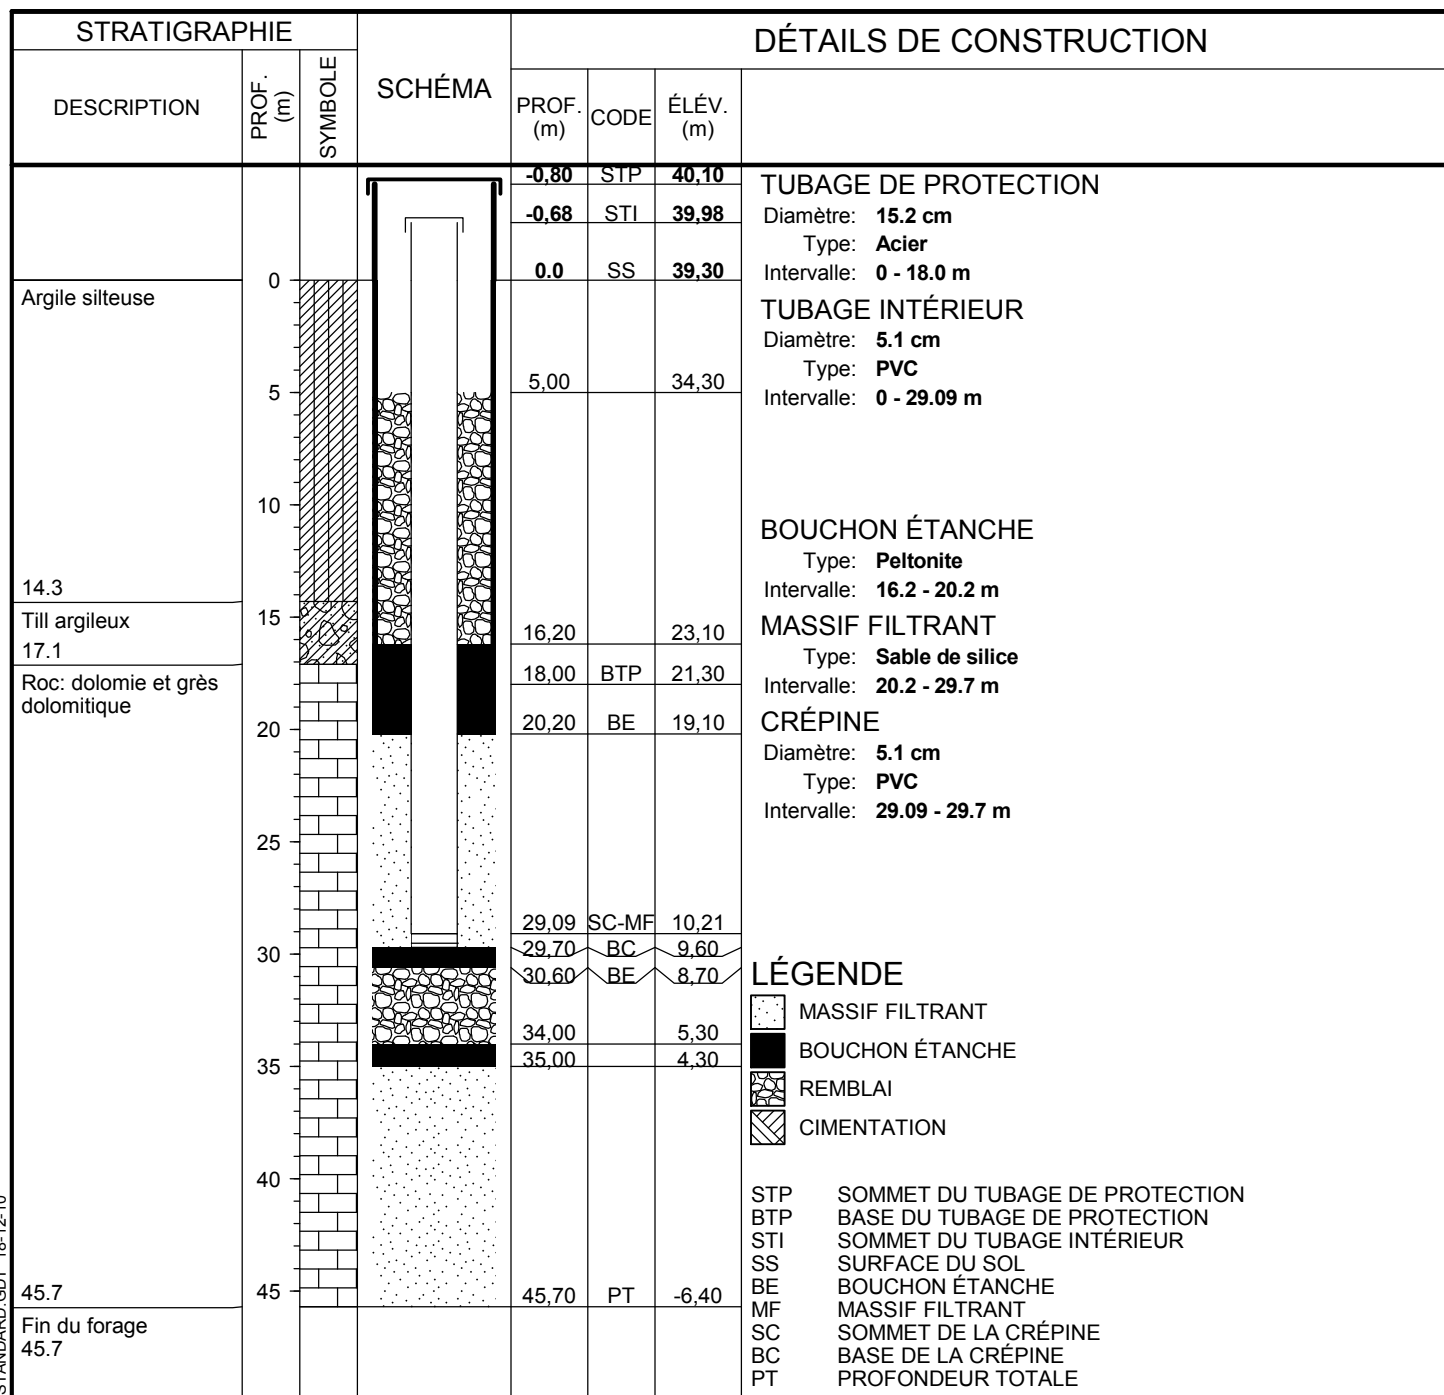 STRATIGRAPHIE
DESCRIPTION
PROF. (m)
SYMBOLE
SCHÉMA
DÉTAILS DE CONSTRUCTION
PROF. (m)
CODE
ÉLÉV. (m)
-0,80 STP 40,10
-0,68 STI 39,98
0.0 SS 39,30
5,00 34,30
16,20 23,10
18,00 BTP 21,30
20,20 BE 19,10
29,09 SC-MF 10,21
29,70 BC 9,60
30,60 BE 8,70
34,00 5,30
35,00 4,30
45,70 PT -6,40
Argile silteuse
14.3
Till argileux
17.1
Roc: dolomie et grès
dolomitique
45.7
Fin du forage
45.7
0
5
10
15
20
25
30
35
40
45
TUBAGE DE PROTECTION
Diamètre: 15.2 cm
Type: Acier
Intervalle: 0 - 18.0 m
TUBAGE INTÉRIEUR
Diamètre: 5.1 cm
Type: PVC
Intervalle: 0 - 29.09 m
BOUCHON ÉTANCHE
Type: Peltonite
Intervalle: 16.2 - 20.2 m
MASSIF FILTRANT
Type: Sable de silice
Intervalle: 20.2 - 29.7 m
CRÉPINE
Diamètre: 5.1 cm
Type: PVC
Intervalle: 29.09 - 29.7 m
LÉGENDE
MASSIF FILTRANT
BOUCHON ÉTANCHE
REMBLAI
CIMENTATION
STP SOMMET DU TUBAGE DE PROTECTION
BTP BASE DU TUBAGE DE PROTECTION
STI SOMMET DU TUBAGE INTÉRIEUR
SS SURFACE DU SOL
BE BOUCHON ÉTANCHE
MF MASSIF FILTRANT
SC SOMMET DE LA CRÉPINE
BC BASE DE LA CRÉPINE
PT PROFONDEUR TOTALE
STANDARD.GDT 18-12-10